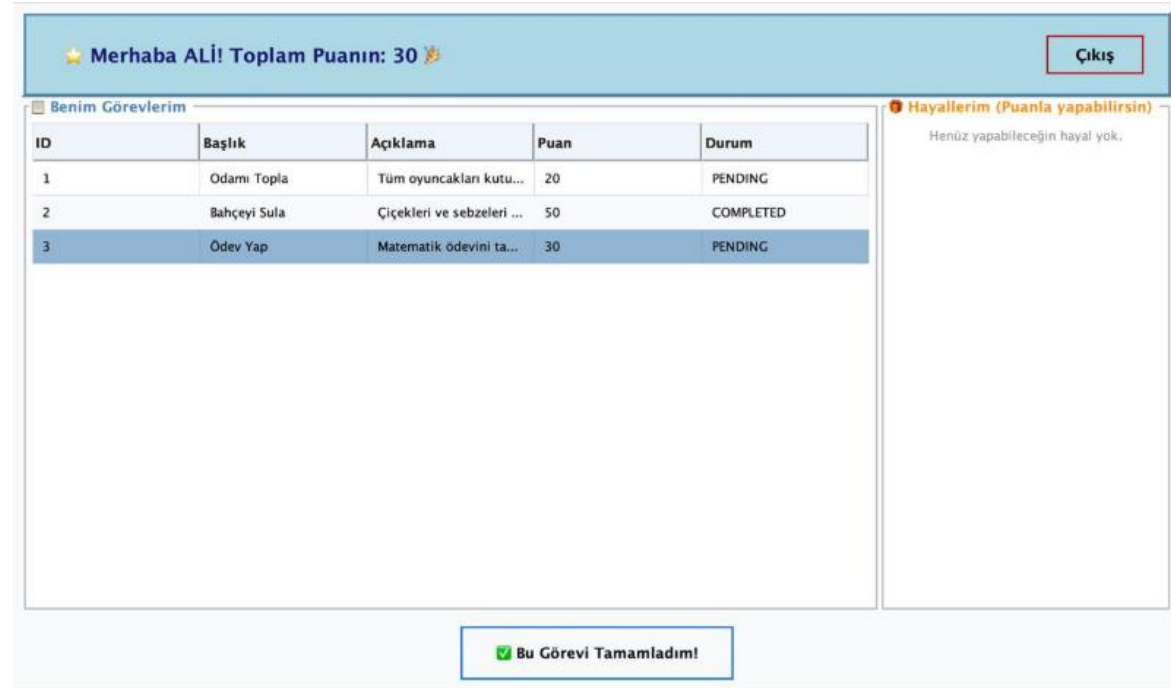 ⭐ Merhaba ALİ! Toplam Puanın: 30 🎉
Çıkış
📋 Benim Görevlerim
ID Başlık Açıklama Puan Durum
1 Odamı Topla Tüm oyuncakları kutu... 20 PENDING
2 Bahçeyi Sula Çiçekleri ve sebzeleri ... 50 COMPLETED
3 Ödev Yap Matematik ödevini ta... 30 PENDING
🎁 Hayallerim (Puanla yapabilirsin)
Henüz yapabileceğin hayal yok.
✅ Bu Görevi Tamamladım!